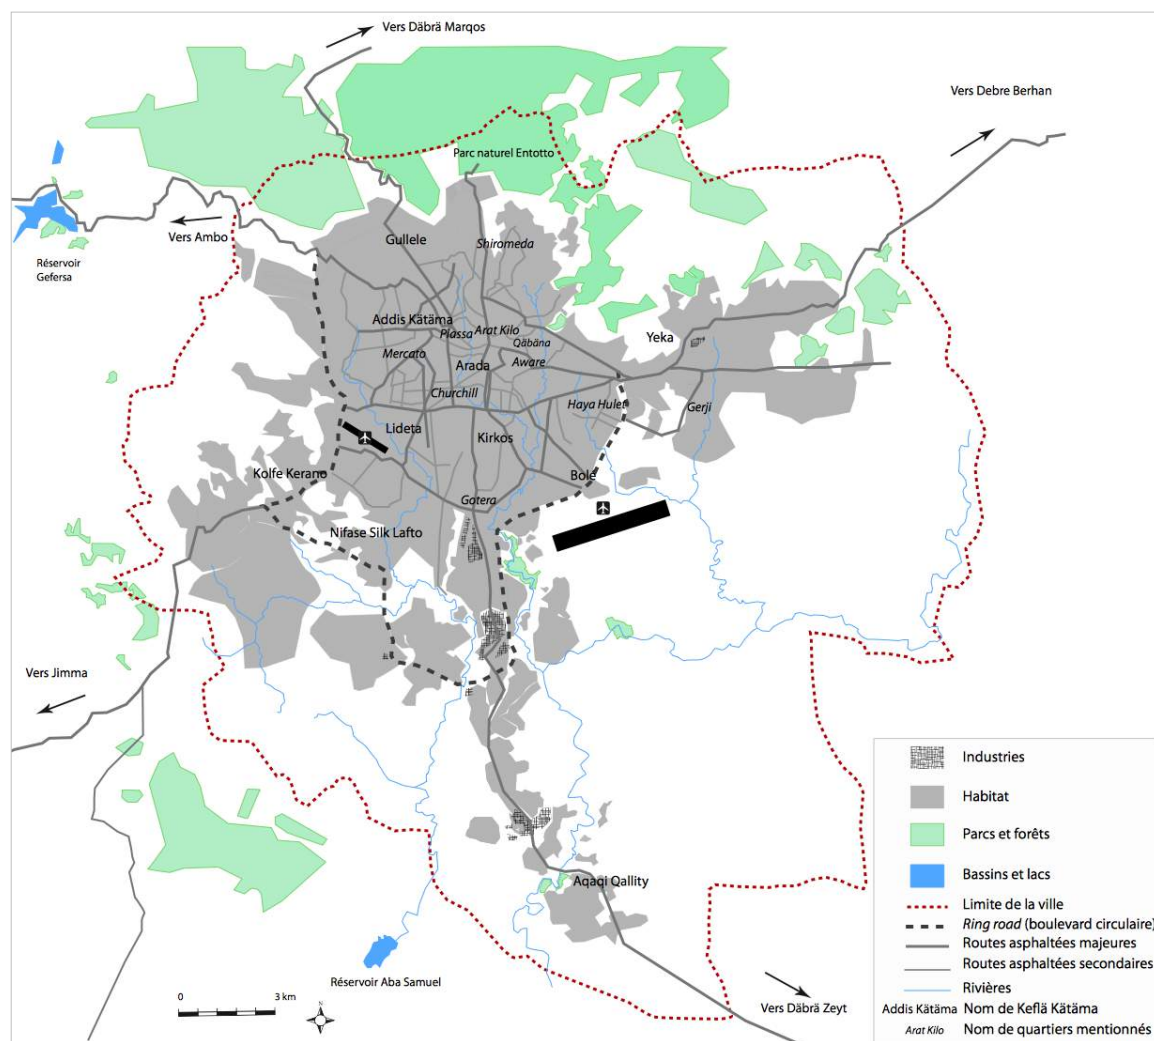 Vers Däbrä Marqos
Vers Debre Berhan
Parc naturel Entotto
Vers Ambo
Gullele
Shiromeda
Réservoir
Gefersa
Addis Kätäma
Plassa
Arat Kilo
Qäbäna
Yeka
Mercato
Arada
Aware
Churchill
Haya Hulet
Gerji
Lideta
Kirkos
Kolfe Kerano
Bole
Gotera
Nifase Silk Lafto
Vers Jimma
Aqaqi Qallity
Réservoir Aba Samuel
Vers Däbrä Zeyt
0 3 km
N
Industries
Habitat
Parcs et forêts
Bassins et lacs
Limite de la ville
Ring road (boulevard circulaire)
Routes asphaltées majeures
Routes asphaltées secondaires
Rivières
Addis Kätäma Nom de Keflä Kätäma
Arat Kilo Nom de quartiers mentionnés